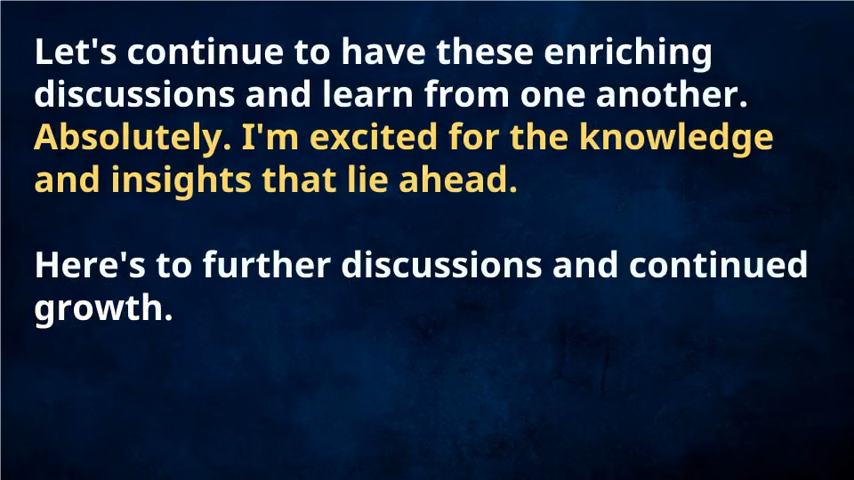 Let's continue to have these enriching
discussions and learn from one another.
Absolutely. I'm excited for the knowledge
and insights that lie ahead.
Here's to further discussions and continued
growth.